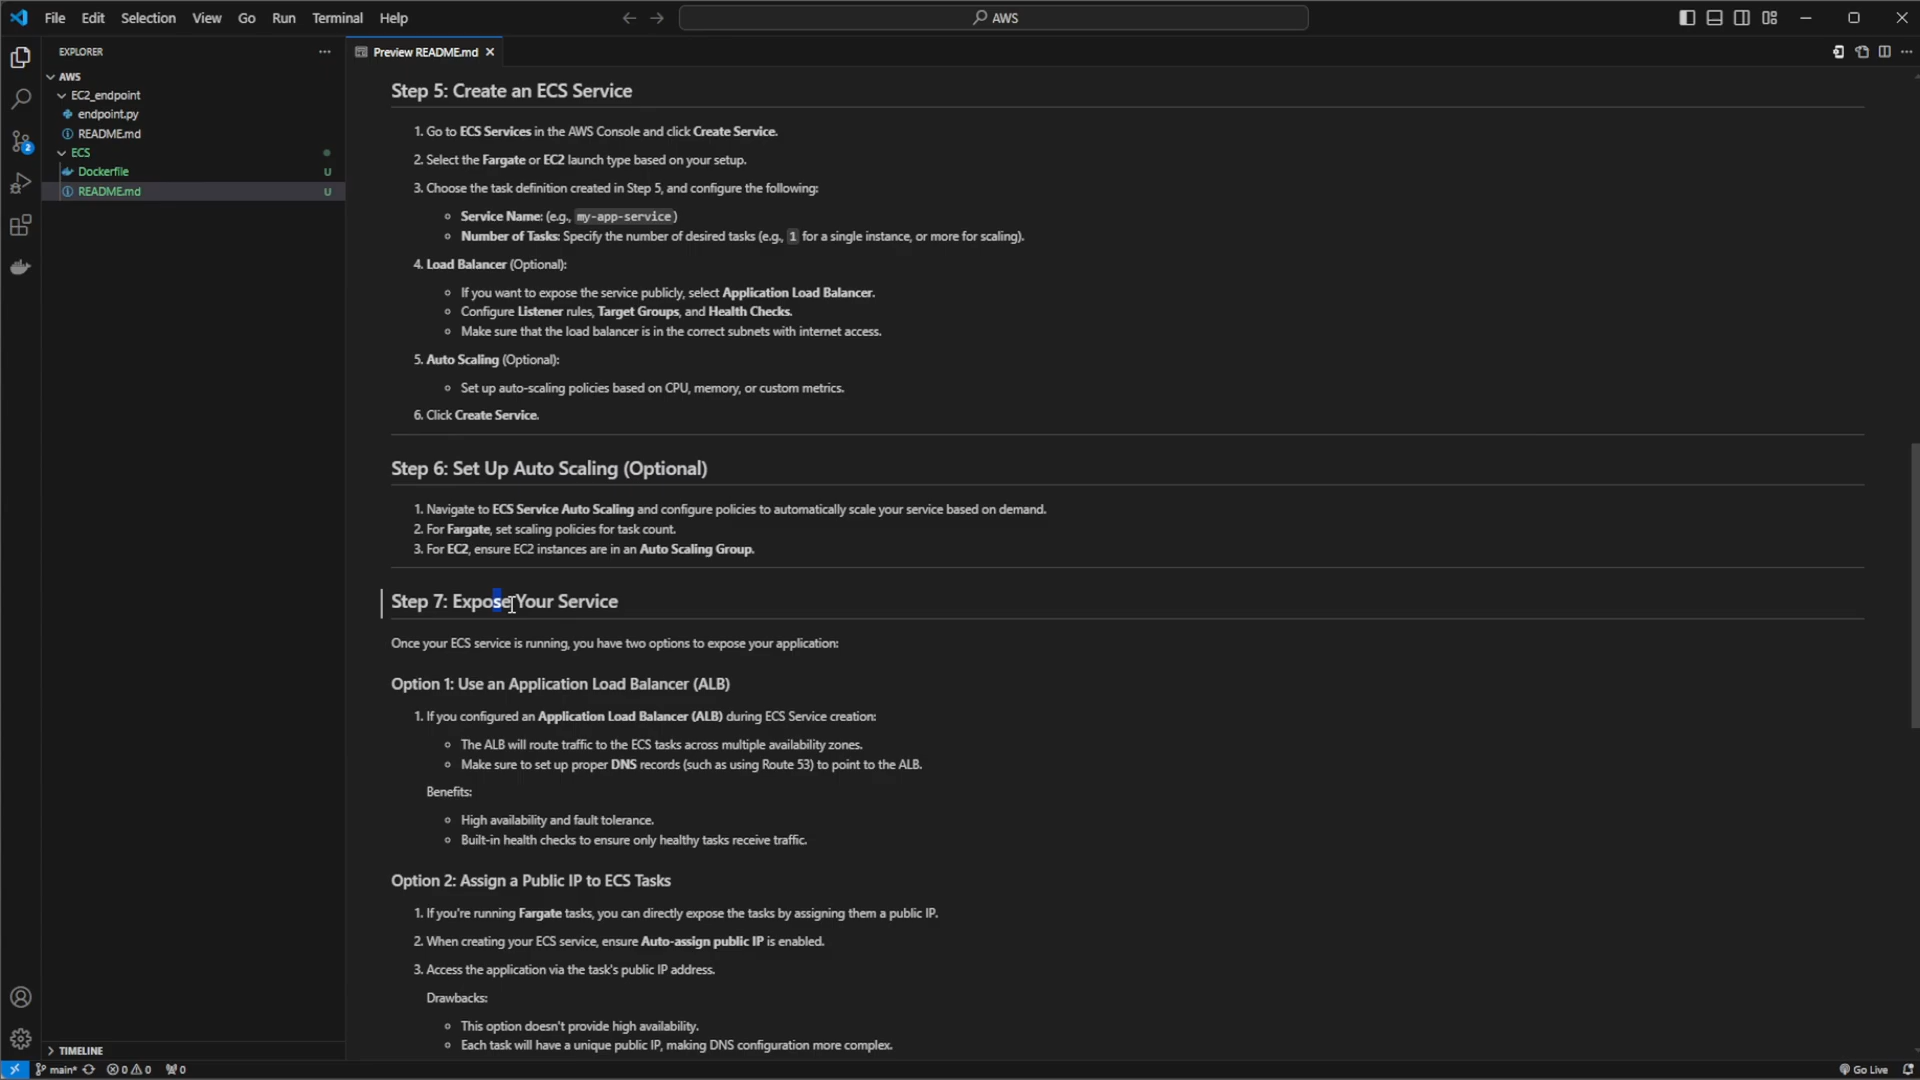 File Edit Selection View Go Run Terminal Help
AWS
EXPLORER
Preview README.md
AWS
EC2_endpoint
endpoint.py
README.md
ECS
Dockerfile U
README.md U
2
Step 5: Create an ECS Service
1. Go to ECS Services in the AWS Console and click Create Service.
2. Select the Fargate or EC2 launch type based on your setup.
3. Choose the task definition created in Step 5, and configure the following:
Service Name: (e.g., my-app-service)
Number of Tasks: Specify the number of desired tasks (e.g., 1 for a single instance, or more for scaling).
4. Load Balancer (Optional):
If you want to expose the service publicly, select Application Load Balancer.
Configure Listener rules, Target Groups, and Health Checks.
Make sure that the load balancer is in the correct subnets with internet access.
5. Auto Scaling (Optional):
Set up auto-scaling policies based on CPU, memory, or custom metrics.
6. Click Create Service.
Step 6: Set Up Auto Scaling (Optional)
1. Navigate to ECS Service Auto Scaling and configure policies to automatically scale your service based on demand.
2. For Fargate, set scaling policies for task count.
3. For EC2, ensure EC2 instances are in an Auto Scaling Group.
Step 7: Expose Your Service
Once your ECS service is running, you have two options to expose your application:
Option 1: Use an Application Load Balancer (ALB)
1. If you configured an Application Load Balancer (ALB) during ECS Service creation:
The ALB will route traffic to the ECS tasks across multiple availability zones.
Make sure to set up proper DNS records (such as using Route 53) to point to the ALB.
Benefits:
High availability and fault tolerance.
Built-in health checks to ensure only healthy tasks receive traffic.
Option 2: Assign a Public IP to ECS Tasks
1. If you're running Fargate tasks, you can directly expose the tasks by assigning them a public IP.
2. When creating your ECS service, ensure Auto-assign public IP is enabled.
3. Access the application via the task's public IP address.
Drawbacks:
This option doesn't provide high availability.
Each task will have a unique public IP, making DNS configuration more complex.
TIMELINE
main* 0 0 0 Go Live